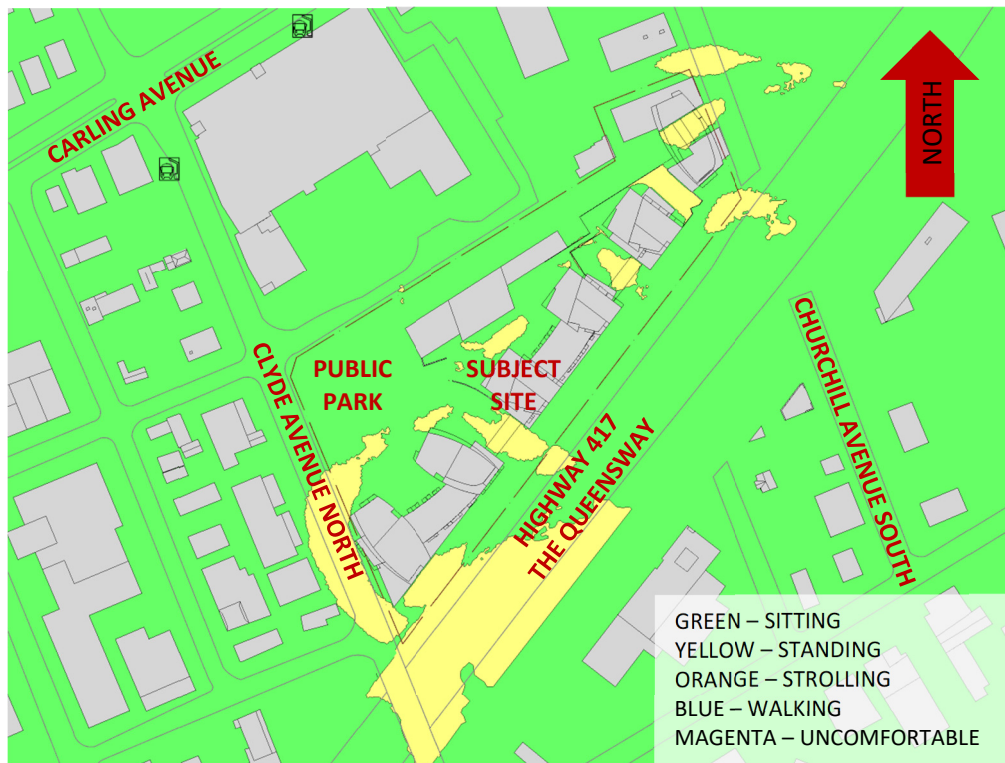 CARLING AVENUE
NORTH
PUBLIC
PARK
SUBJECT
SITE
CLYDE AVENUE NORTH
HIGHWAY 417
THE QUEENSWAY
CHURCHILL AVENUE SOUTH
GREEN – SITTING
YELLOW – STANDING
ORANGE – STROLLING
BLUE – WALKING
MAGENTA – UNCOMFORTABLE